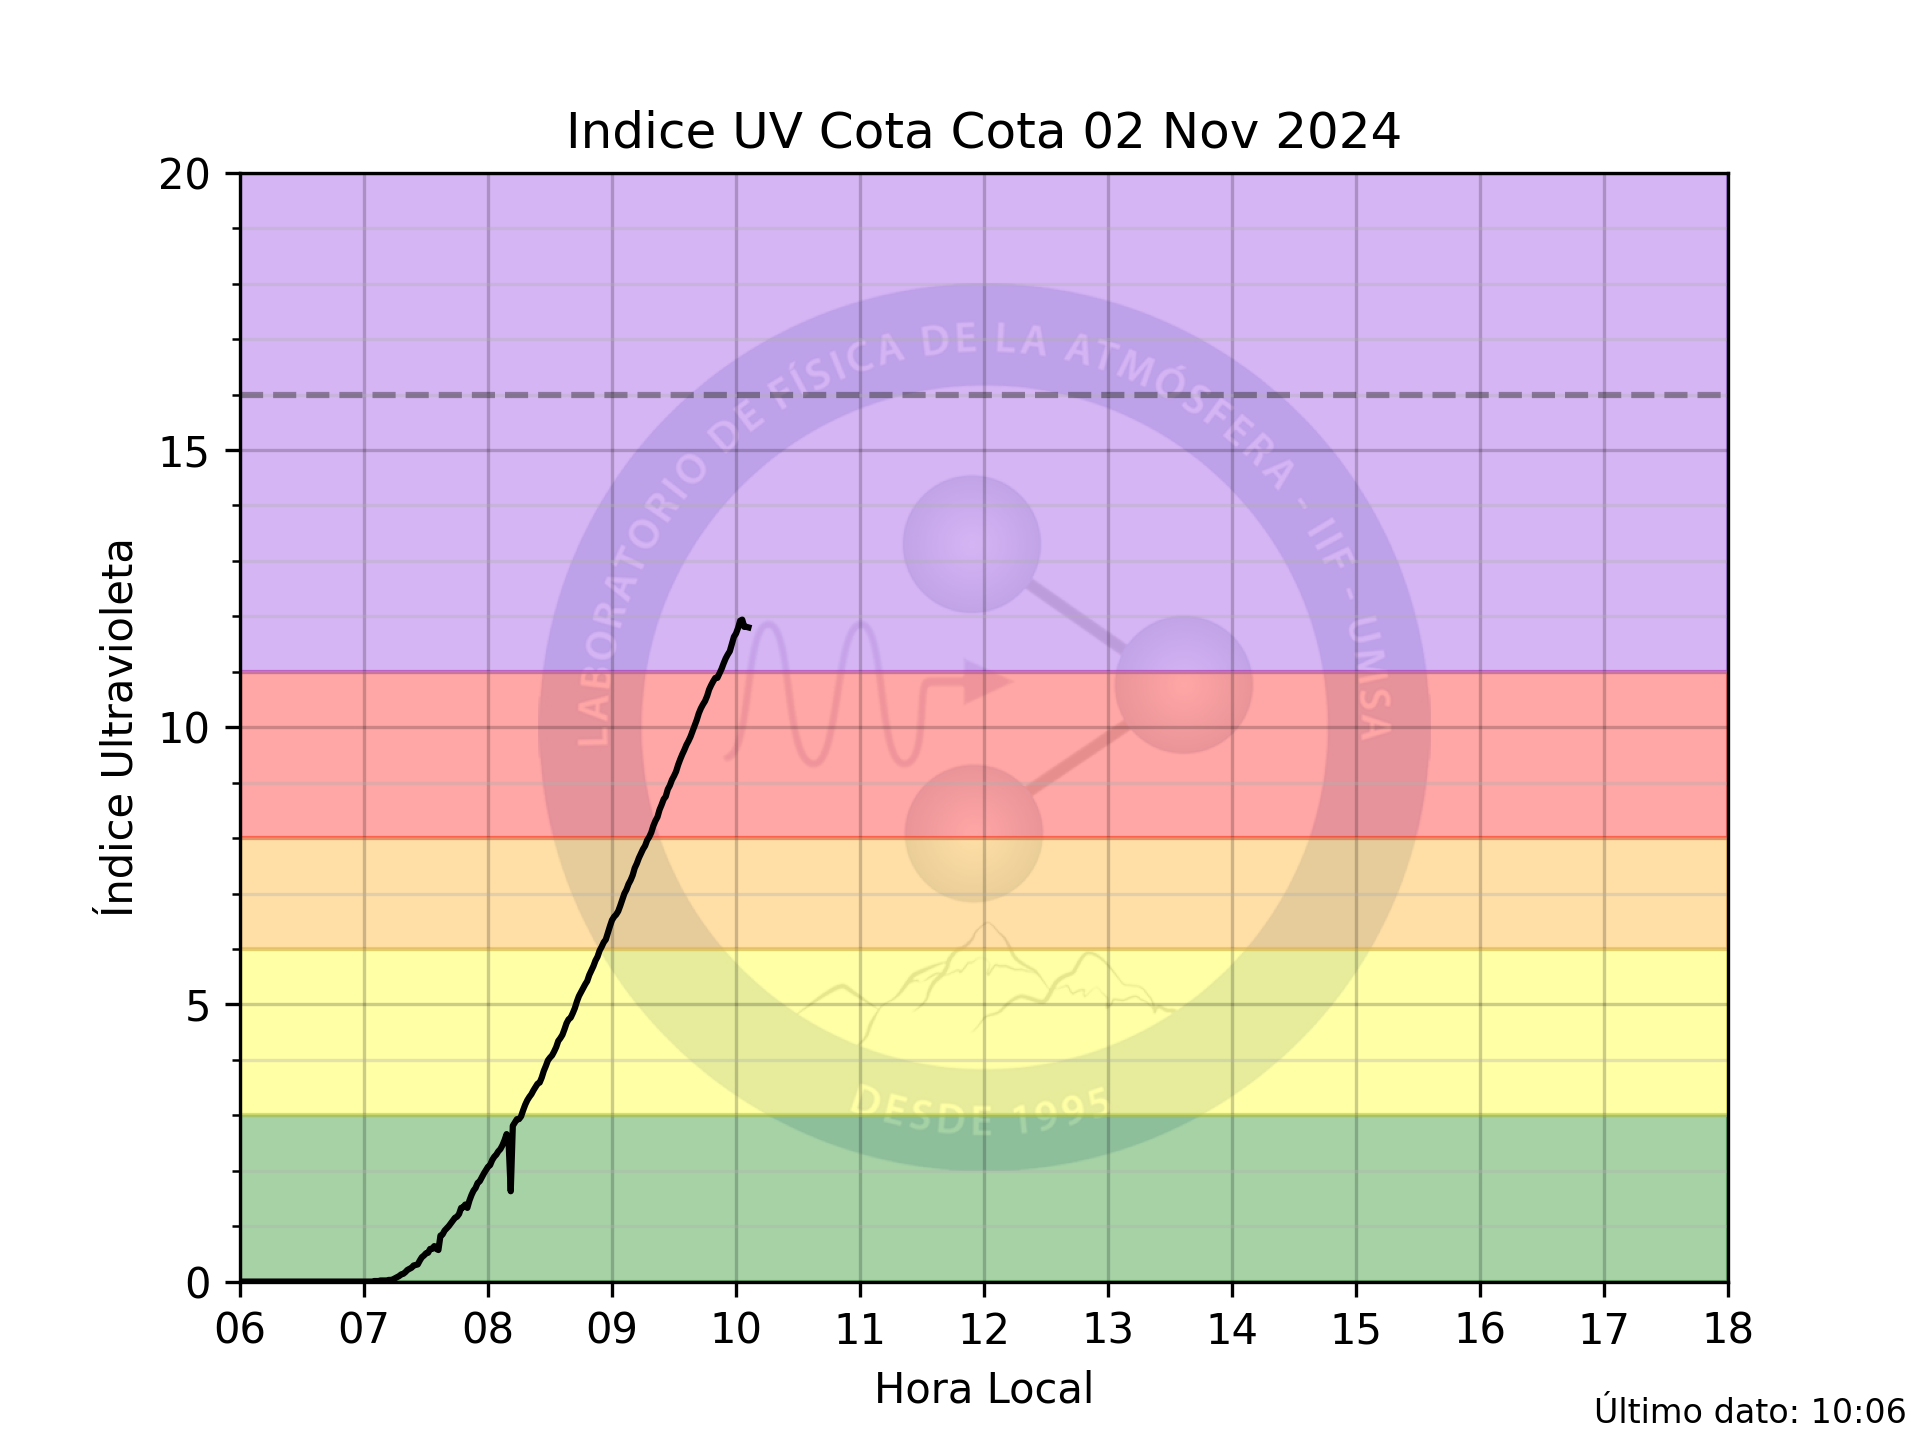 Indice UV Cota Cota 02 Nov 2024
20
15
10
5
0
Índice Ultravioleta
LABORATORIO DE FÍSICA DE LA ATMÓSFERA - IIF - UMSA
DESDE 1995
06 07 08 09 10 11 12 13 14 15 16 17 18
Hora Local
Último dato: 10:06